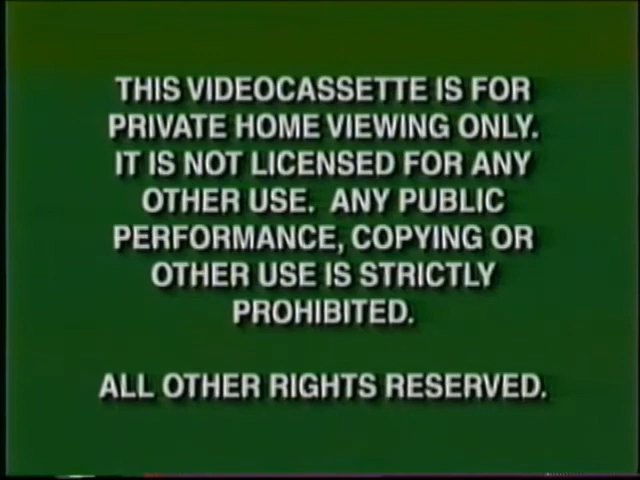 THIS VIDEOCASSETTE IS FOR
PRIVATE HOME VIEWING ONLY.
IT IS NOT LICENSED FOR ANY
OTHER USE. ANY PUBLIC
PERFORMANCE, COPYING OR
OTHER USE IS STRICTLY
PROHIBITED.
ALL OTHER RIGHTS RESERVED.